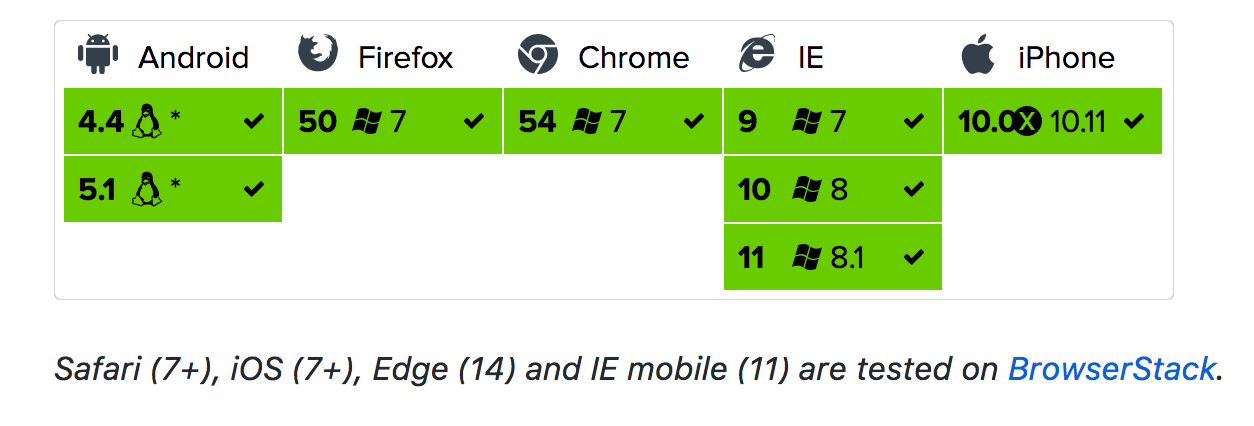 Android Firefox Chrome IE iPhone
4.4 * 50 7 54 7 9 7 10.0 X 10.11
5.1 * 10 8
11 8.1
Safari (7+), iOS (7+), Edge (14) and IE mobile (11) are tested on BrowserStack.